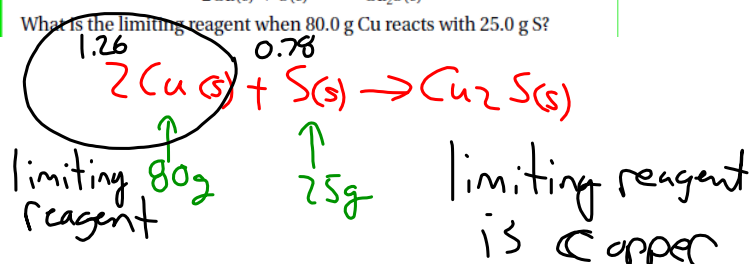 What is the limiting reagent when 80.0 g Cu reacts with 25.0 g S?
1.26 0.78
2Cu(s) + S(s) → Cu2S(s)
80g 25g
limiting
reagent
limiting reagent
is copper